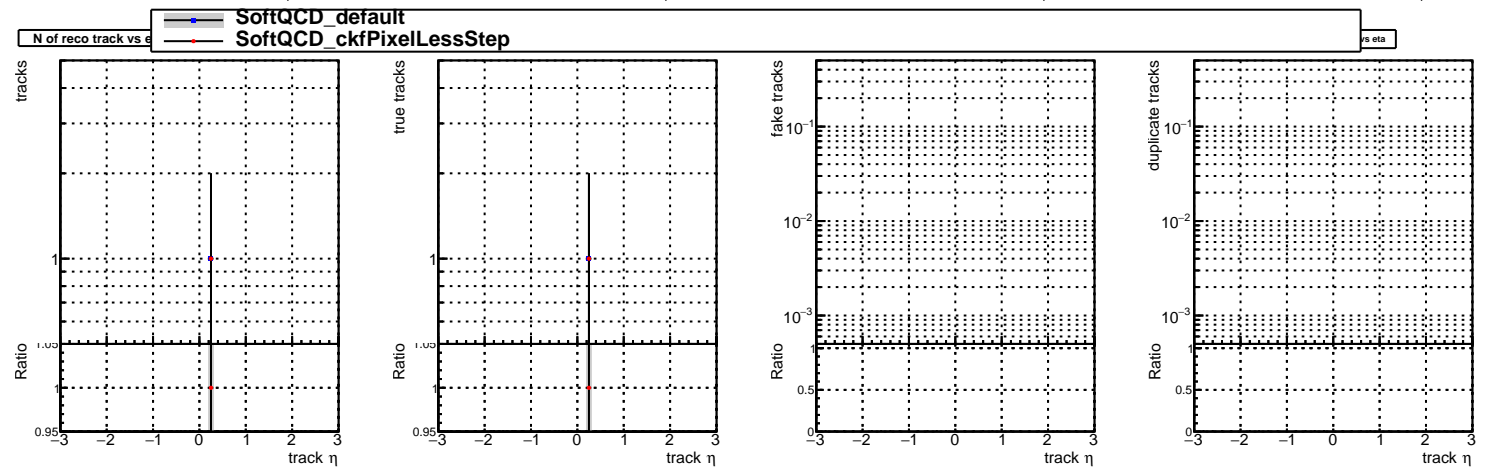 SoftQCD_default
SoftQCD_ckfPixelLessStep
N of reco track vs e
vs eta
tracks
1
Ratio
1.05
1
0.95
−3 −2 −1 0 1 2 3
track η
true tracks
1
Ratio
1.05
1
0.95
−3 −2 −1 0 1 2 3
track η
fake tracks
10−1
10−2
10−3
Ratio
1
0.5
0
−3 −2 −1 0 1 2 3
track η
duplicate tracks
10−1
10−2
10−3
Ratio
1
0.5
0
−3 −2 −1 0 1 2 3
track η